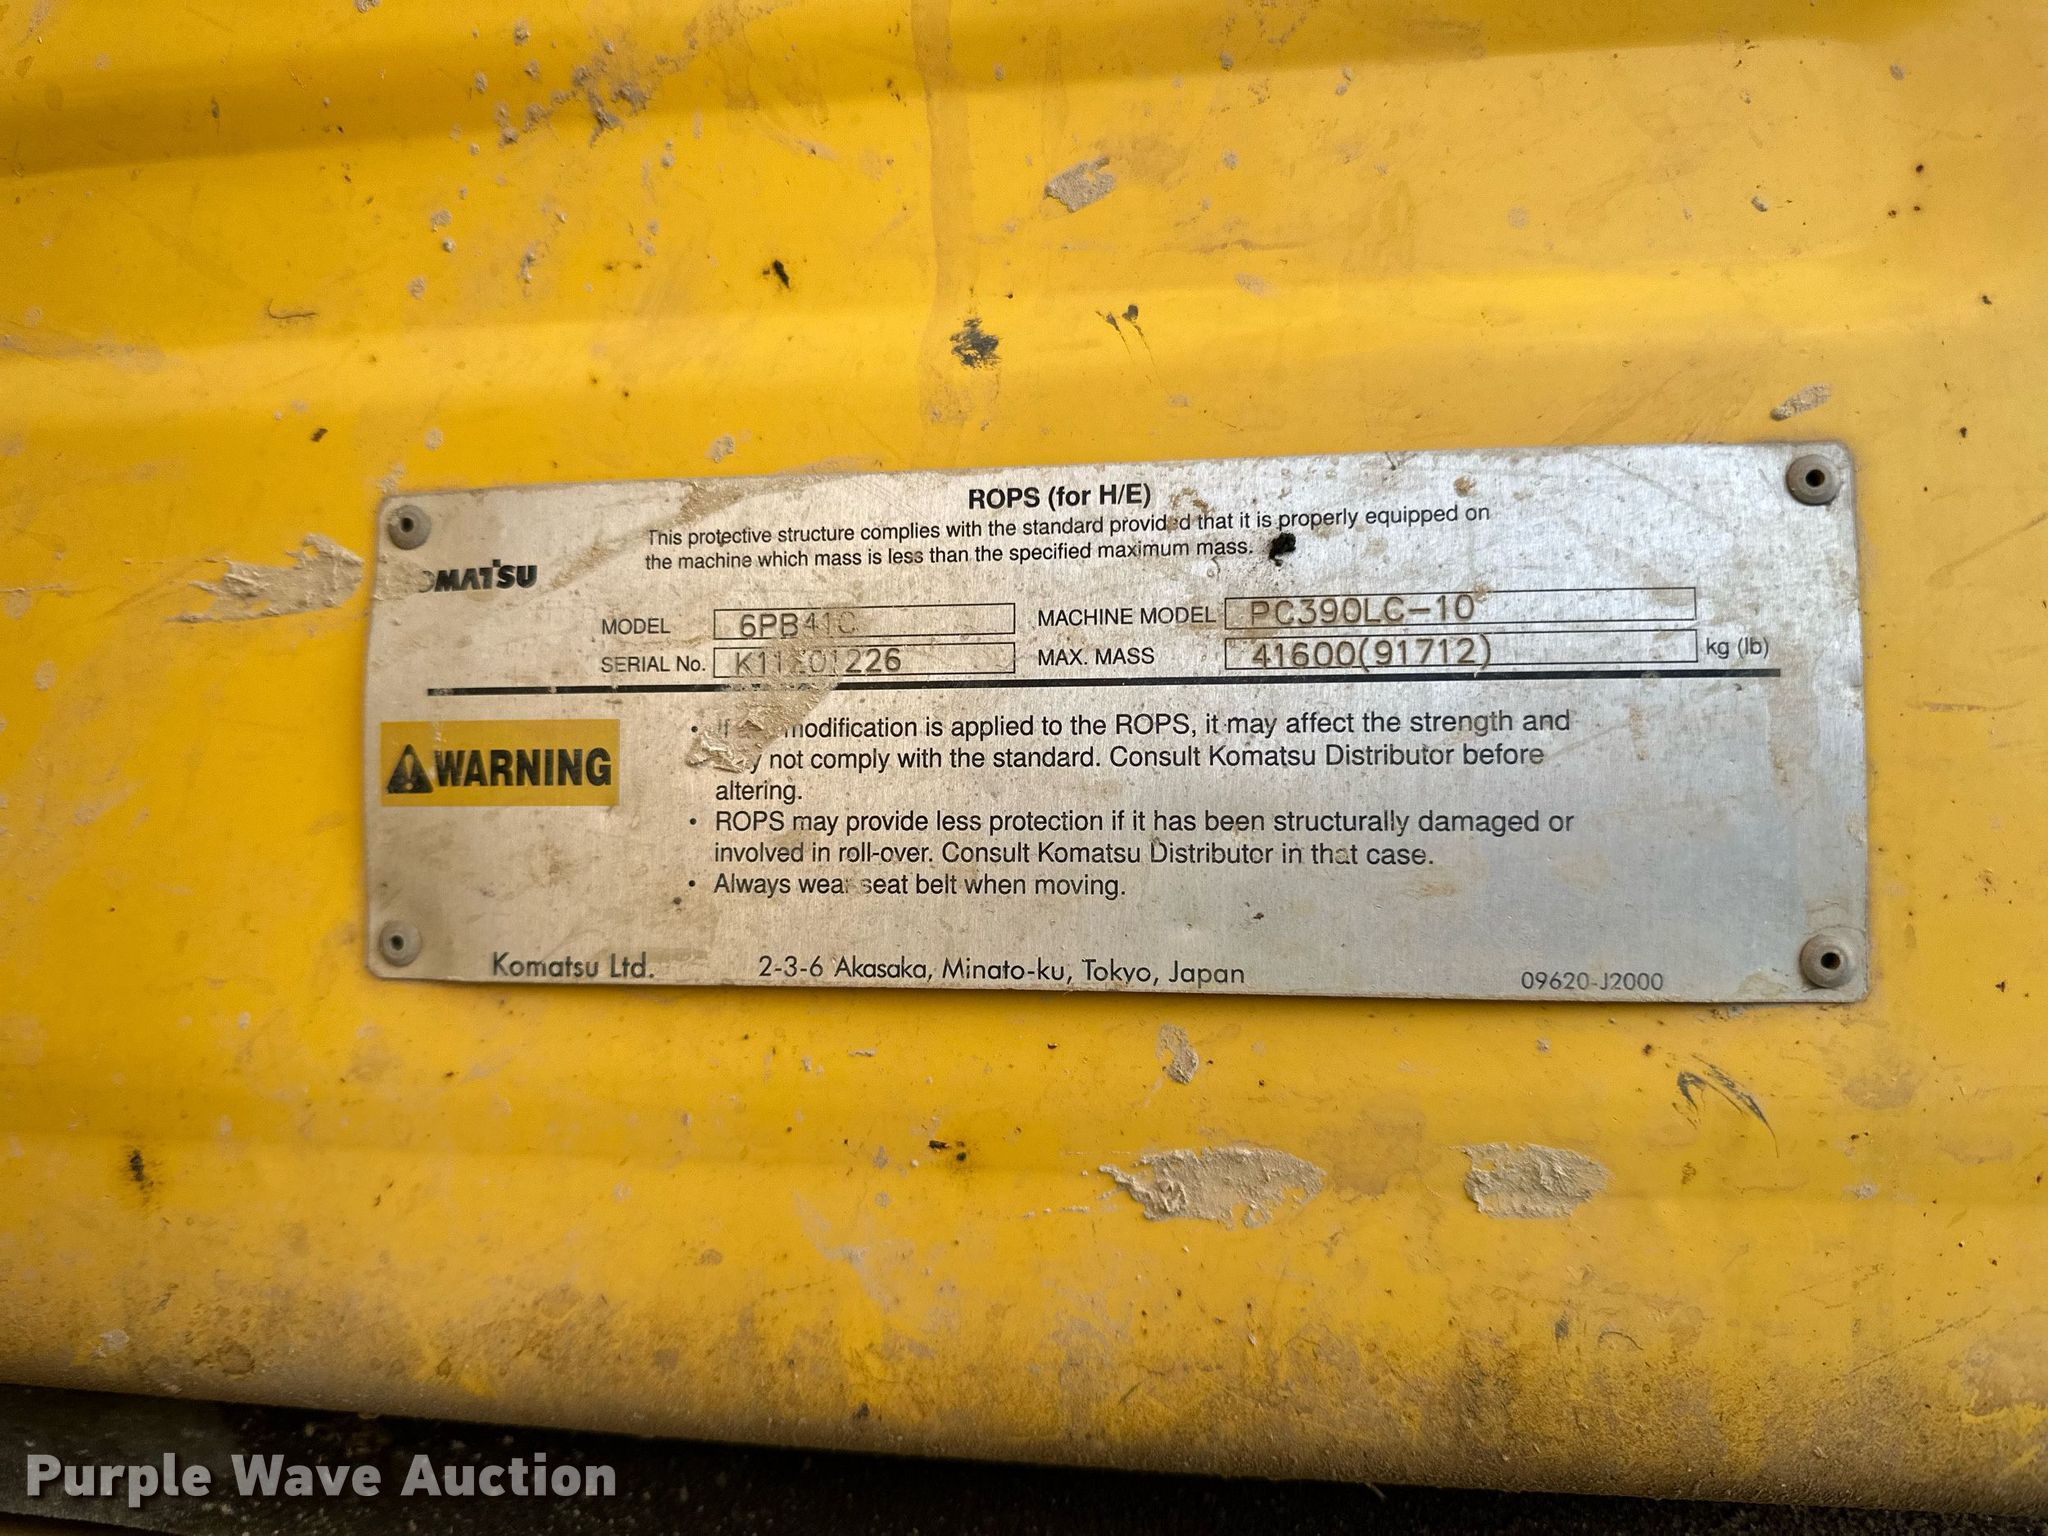 ROPS (for H/E)
This protective structure complies with the standard provided that it is properly equipped on
the machine which mass is less than the specified maximum mass.
KOMATSU
MODEL 6PB41C MACHINE MODEL PC390LC-10
SERIAL No. MAX. MASS 41600(91712) kg (lb)
WARNING
• If modification is applied to the ROPS, it may affect the strength and
not comply with the standard. Consult Komatsu Distributor before
altering.
• ROPS may provide less protection if it has been structurally damaged or
involved in roll-over. Consult Komatsu Distributor in that case.
• Always wear seat belt when moving.
Komatsu Ltd. 2-3-6 Akasaka, Minato-ku, Tokyo, Japan 09620-J2000
Purple Wave Auction